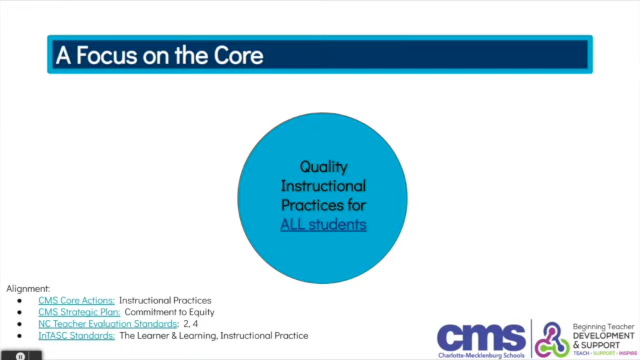 A Focus on the Core
Quality
Instructional
Practices for
ALL students
Alignment:
● CMS Core Actions: Instructional Practices
● CMS Strategic Plan: Commitment to Equity
● NC Teacher Evaluation Standards: 2, 4
● InTASC Standards: The Learner & Learning, Instructional Practice
cms
Charlotte-Mecklenburg Schools
Beginning Teacher
DEVELOPMENT
& SUPPORT
TEACH • SUPPORT • INSPIRE